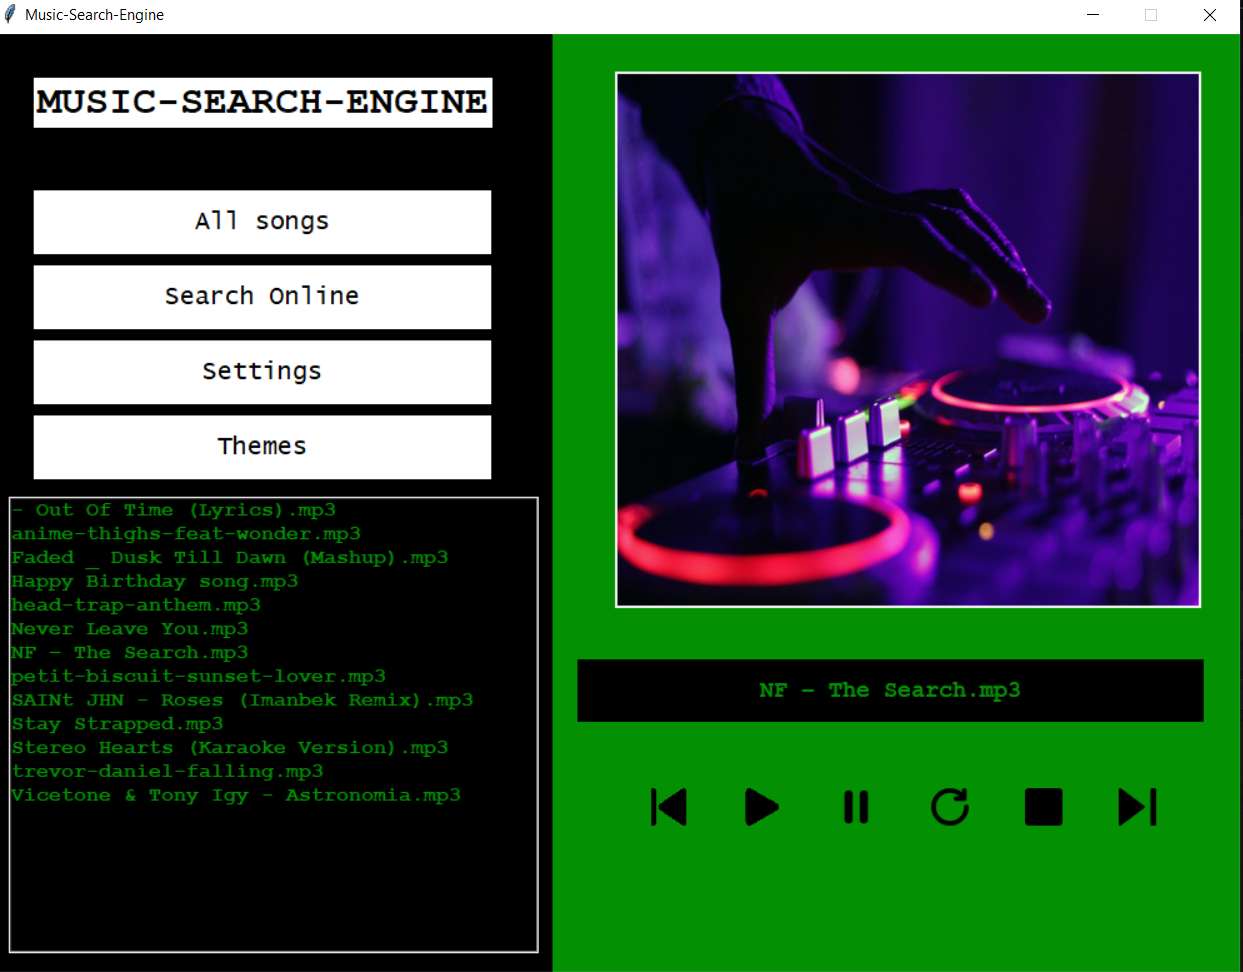 Music-Search-Engine
MUSIC-SEARCH-ENGINE
All songs
Search Online
Settings
Themes
- Out Of Time (Lyrics).mp3
anime-thighs-feat-wonder.mp3
Faded _ Dusk Till Dawn (Mashup).mp3
Happy Birthday song.mp3
head-trap-anthem.mp3
Never Leave You.mp3
NF - The Search.mp3
petit-biscuit-sunset-lover.mp3
SAINt JHN - Roses (Imanbek Remix).mp3
Stay Strapped.mp3
Stereo Hearts (Karaoke Version).mp3
trevor-daniel-falling.mp3
Vicetone & Tony Igy - Astronomia.mp3
NF - The Search.mp3